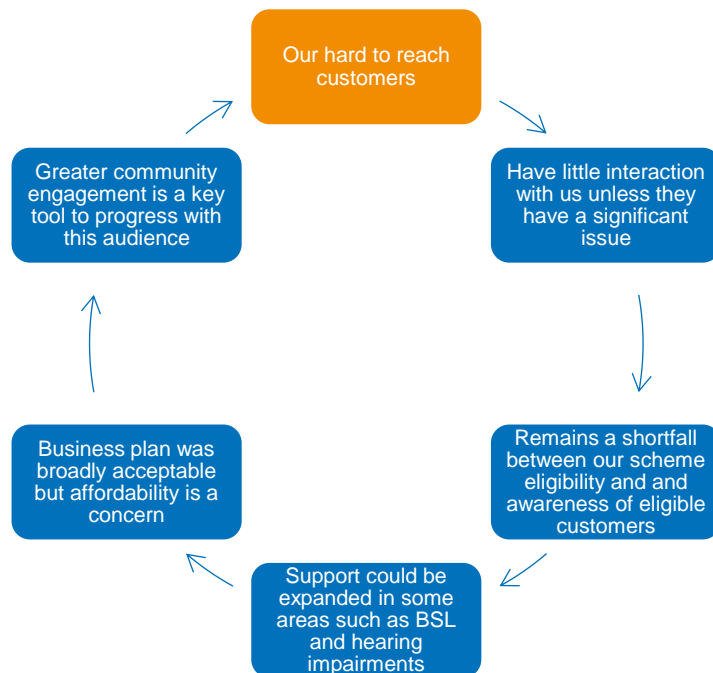 Our hard to reach
customers
Have little interaction
with us unless they
have a significant
issue
Remains a shortfall
between our scheme
eligibility and and
awareness of eligible
customers
Support could be
expanded in some
areas such as BSL
and hearing
impairments
Business plan was
broadly acceptable
but affordability is a
concern
Greater community
engagement is a key
tool to progress with
this audience